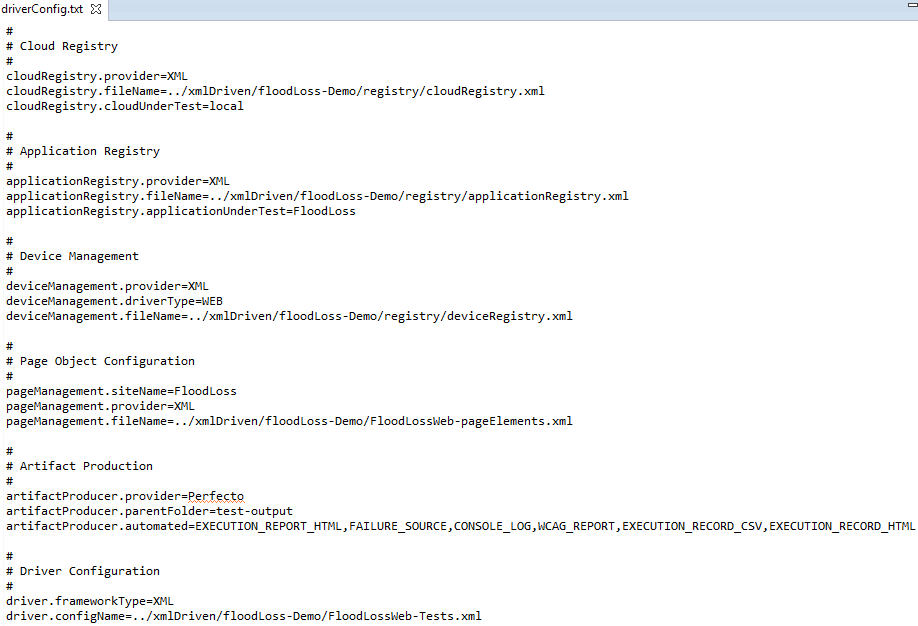 driverConfig.txt
#
# Cloud Registry
#
cloudRegistry.provider=XML
cloudRegistry.fileName=../xmlDriven/floodLoss-Demo/registry/cloudRegistry.xml
cloudRegistry.cloudUnderTest=local
#
# Application Registry
#
applicationRegistry.provider=XML
applicationRegistry.fileName=../xmlDriven/floodLoss-Demo/registry/applicationRegistry.xml
applicationRegistry.applicationUnderTest=FloodLoss
#
# Device Management
#
deviceManagement.provider=XML
deviceManagement.driverType=WEB
deviceManagement.fileName=../xmlDriven/floodLoss-Demo/registry/deviceRegistry.xml
#
# Page Object Configuration
#
pageManagement.siteName=FloodLoss
pageManagement.provider=XML
pageManagement.fileName=../xmlDriven/floodLoss-Demo/FloodLossWeb-pageElements.xml
#
# Artifact Production
#
artifactProducer.provider=Perfecto
artifactProducer.parentFolder=test-output
artifactProducer.automated=EXECUTION_REPORT_HTML,FAILURE_SOURCE,CONSOLE_LOG,WCAG_REPORT,EXECUTION_RECORD_CSV,EXECUTION_RECORD_HTML
#
# Driver Configuration
#
driver.frameworkType=XML
driver.configName=../xmlDriven/floodLoss-Demo/FloodLossWeb-Tests.xml